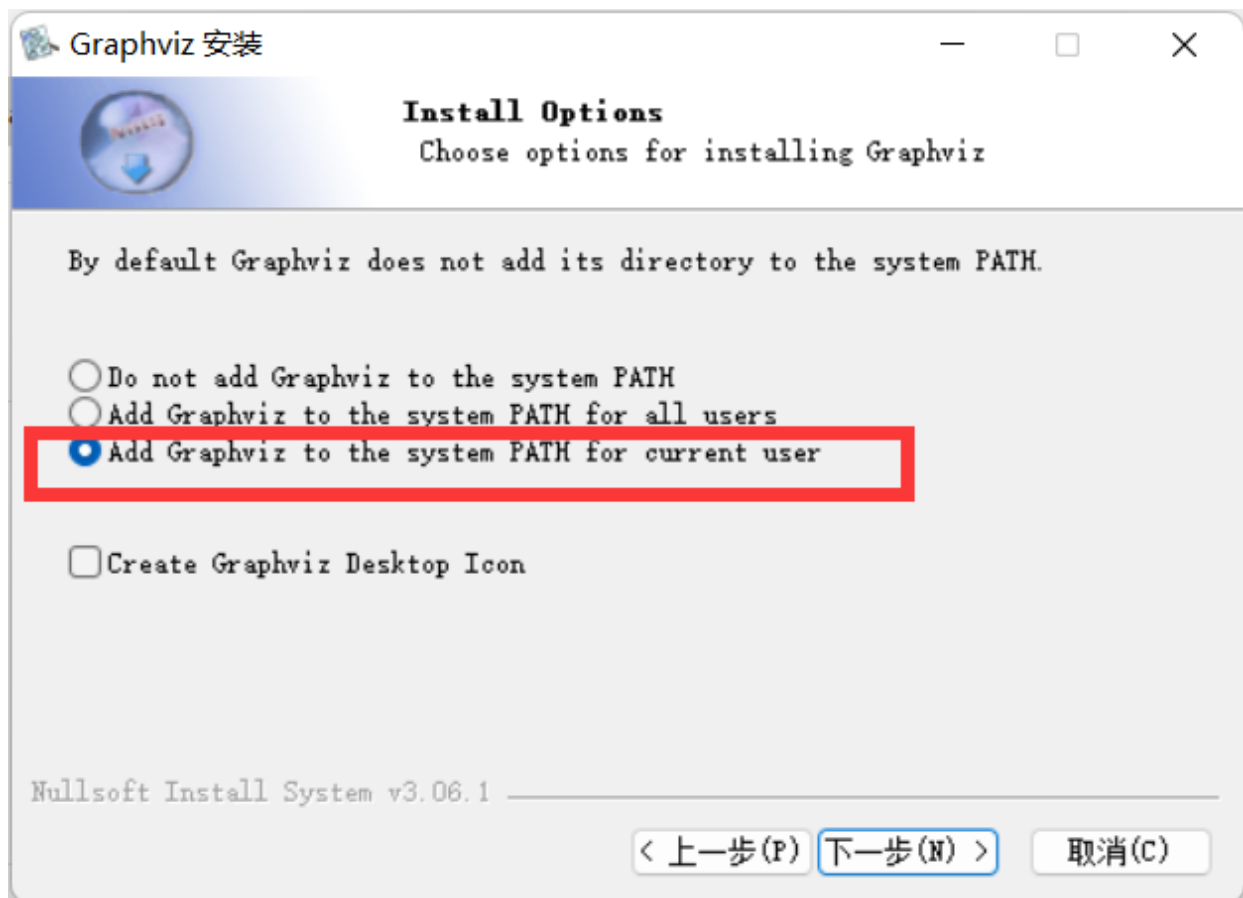 Graphviz 安装
Install Options
Choose options for installing Graphviz
By default Graphviz does not add its directory to the system PATH.
Do not add Graphviz to the system PATH
Add Graphviz to the system PATH for all users
Add Graphviz to the system PATH for current user
Create Graphviz Desktop Icon
Nullsoft Install System v3.06.1
< 上一步(P) 下一步(N) > 取消(C)